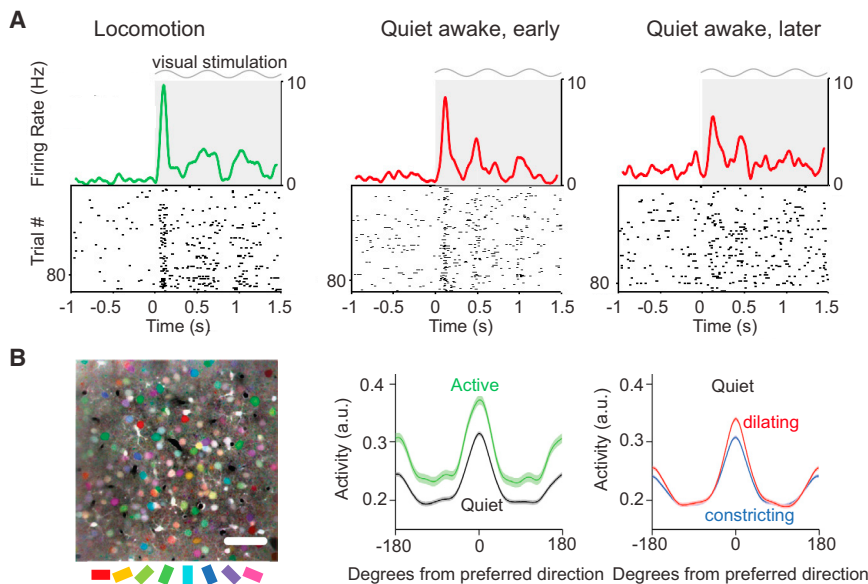 A
Locomotion
Quiet awake, early
Quiet awake, later
visual stimulation
Firing Rate (Hz)
10
0
10
0
10
0
Trial #
80
80
80
-1 -0.5 0 0.5 1 1.5
-1 -0.5 0 0.5 1 1.5
-1 -0.5 0 0.5 1 1.5
Time (s)
Time (s)
Time (s)
B
Activity (a.u.)
0.4
0.3
0.2
Active
Quiet
-180 0 180
Degrees from preferred direction
Activity (a.u.)
0.4
0.3
0.2
Quiet
dilating
constricting
-180 0 180
Degrees from preferred direction